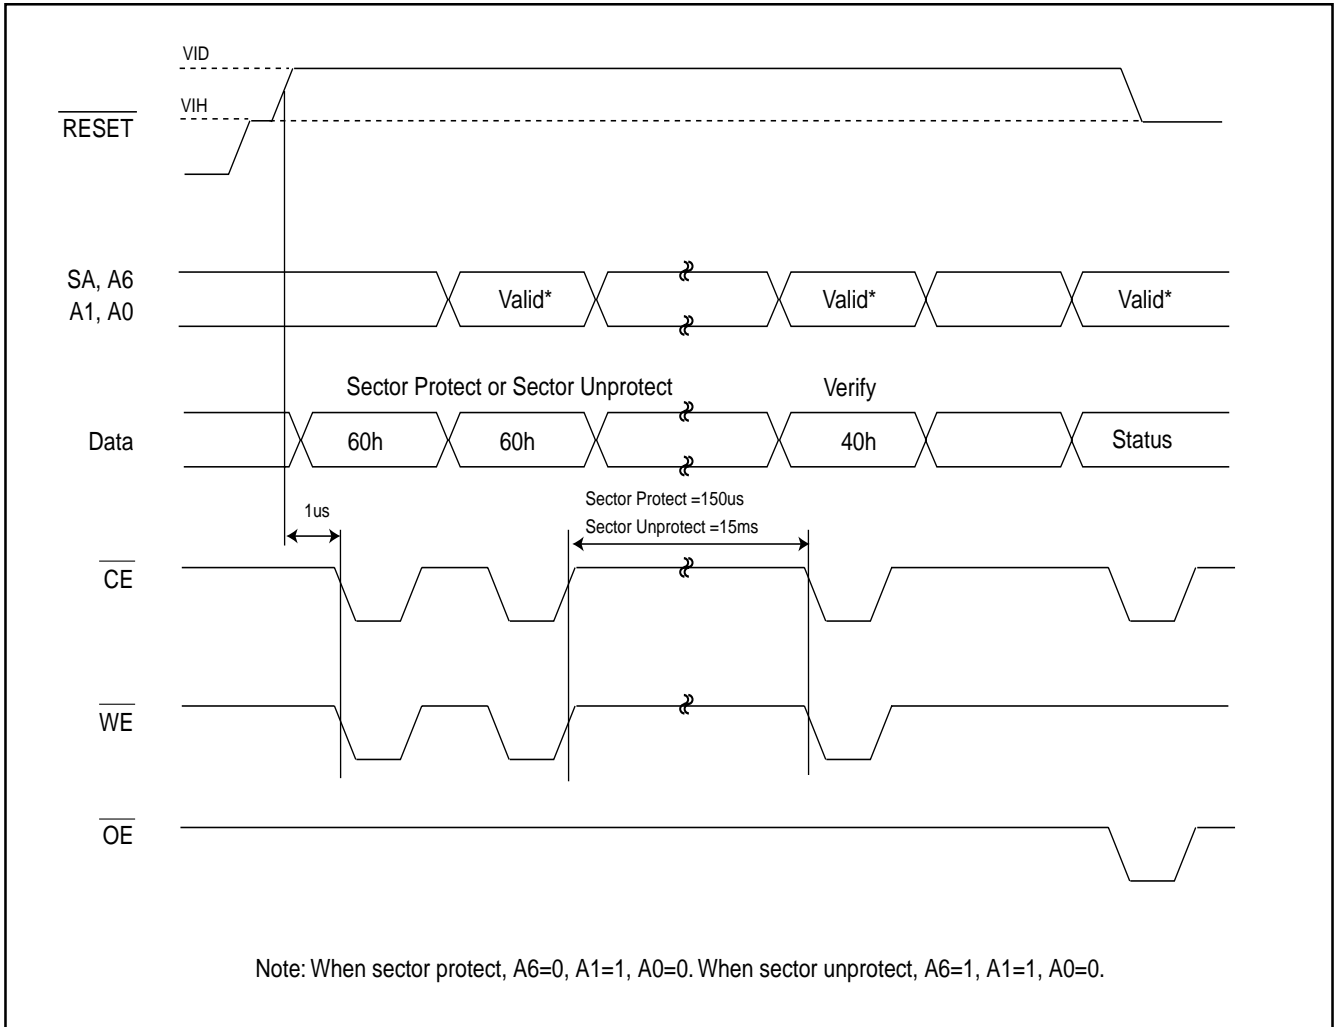 VID
VIH
RESET
SA, A6
A1, A0
Valid*
Valid*
Valid*
Sector Protect or Sector Unprotect
Verify
Data
60h
60h
40h
Status
1us
Sector Protect =150us
Sector Unprotect =15ms
CE
WE
OE
Note: When sector protect, A6=0, A1=1, A0=0. When sector unprotect, A6=1, A1=1, A0=0.